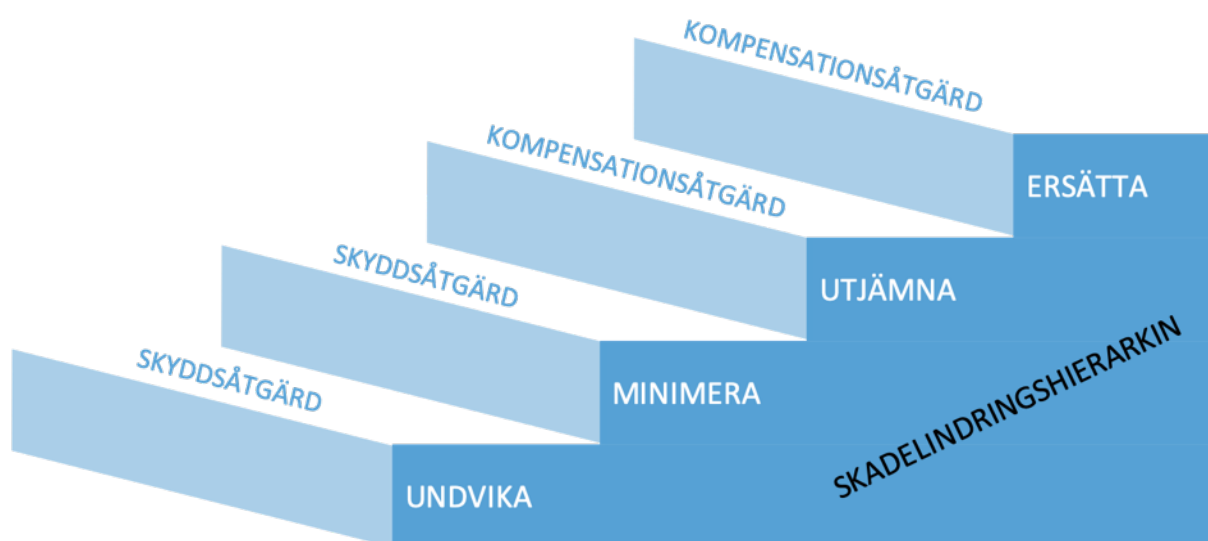 KOMPENSATIONSÅTGÄRD
ERSÄTTA
KOMPENSATIONSÅTGÄRD
UTJÄMNA
SKYDDSÅTGÄRD
MINIMERA
SKYDDSÅTGÄRD
UNDVIKA
SKADELINDRINGSHIERARKIN